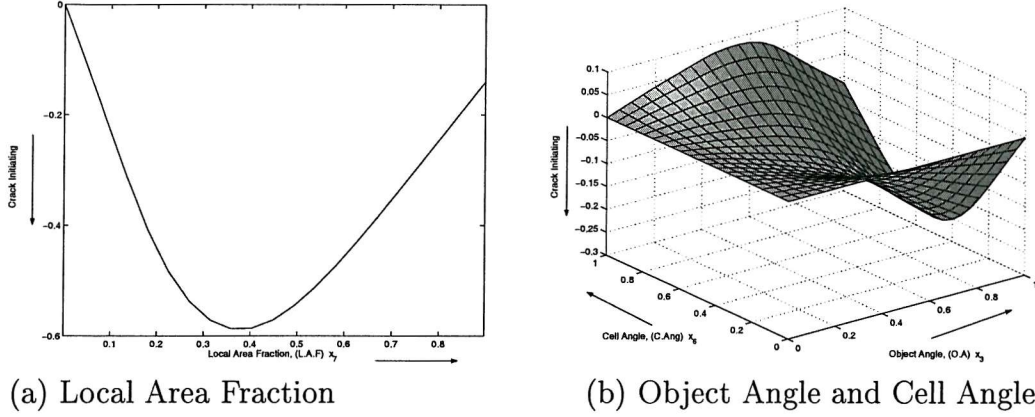 0
−0.2
−0.4
−0.6
Crack Initiating
0.1 0.2 0.3 0.4 0.5 0.6 0.7 0.8
Local Area Fraction, (L.A.F) x7
(a) Local Area Fraction
0.1
0.05
0
−0.05
−0.1
−0.15
−0.2
−0.25
−0.3
Crack Initiating
1 0.8 0.6 0.4 0.2 0
Cell Angle, (C.Ang) x6
0 0.2 0.4 0.6 0.8 1
Object Angle, (O.A) x3
(b) Object Angle and Cell Angle